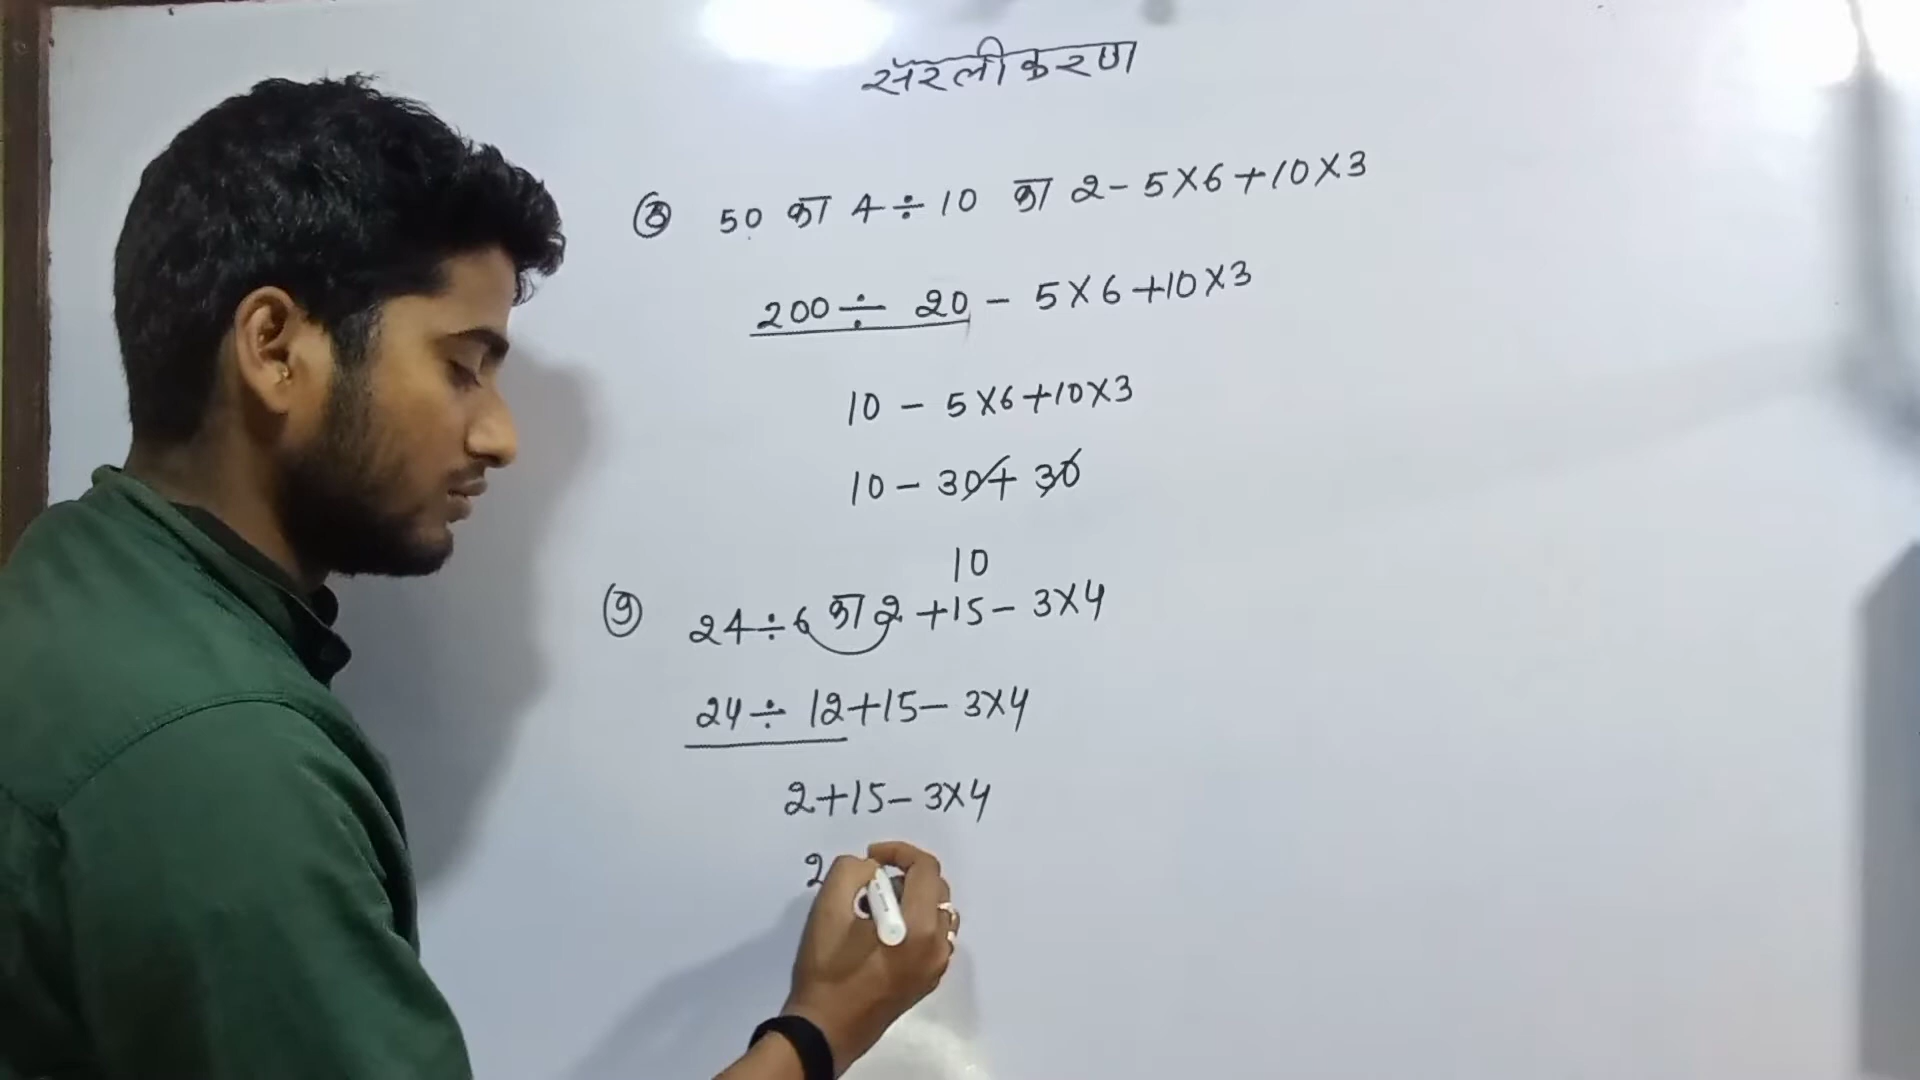 सरलीकरण
⑧ 50 का 4 ÷ 10 का 2 - 5 × 6 + 10 × 3
200 ÷ 20 - 5 × 6 + 10 × 3
10 - 5 × 6 + 10 × 3
10 - 30 + 30
10
⑨ 24 ÷ 6 का 2 + 15 - 3 × 4
24 ÷ 12 + 15 - 3 × 4
2 + 15 - 3 × 4
2